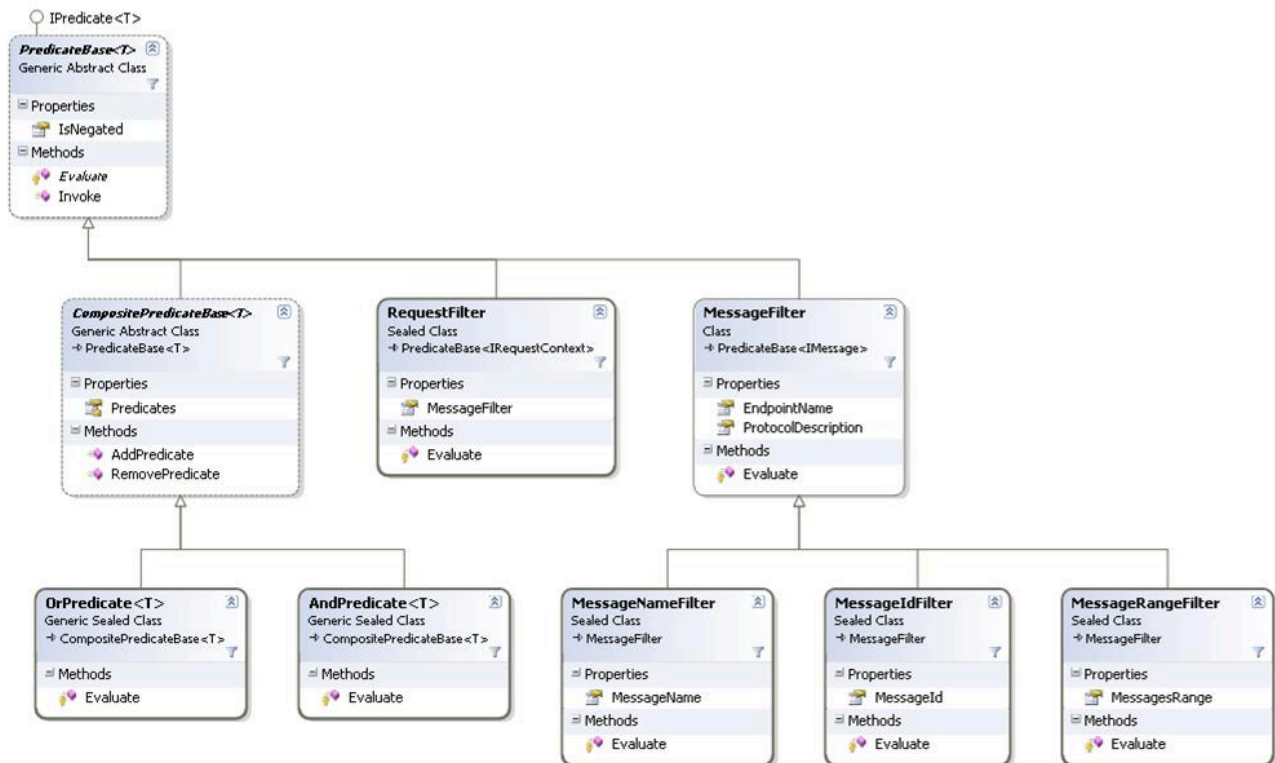 IPredicate<T>
PredicateBase<T>
Generic Abstract Class
Properties
IsNegated
Methods
Evaluate
Invoke
CompositePredicateBase<T>
Generic Abstract Class
PredicateBase<T>
Properties
Predicates
Methods
AddPredicate
RemovePredicate
RequestFilter
Sealed Class
PredicateBase<IRequestContext>
Properties
MessageFilter
Methods
Evaluate
MessageFilter
Class
PredicateBase<IMessage>
Properties
EndpointName
ProtocolDescription
Methods
Evaluate
OrPredicate<T>
Generic Sealed Class
CompositePredicateBase<T>
Methods
Evaluate
AndPredicate<T>
Generic Sealed Class
CompositePredicateBase<T>
Methods
Evaluate
MessageNameFilter
Sealed Class
MessageFilter
Properties
MessageName
Methods
Evaluate
MessageIdFilter
Sealed Class
MessageFilter
Properties
MessageId
Methods
Evaluate
MessageRangeFilter
Sealed Class
MessageFilter
Properties
MessagesRange
Methods
Evaluate